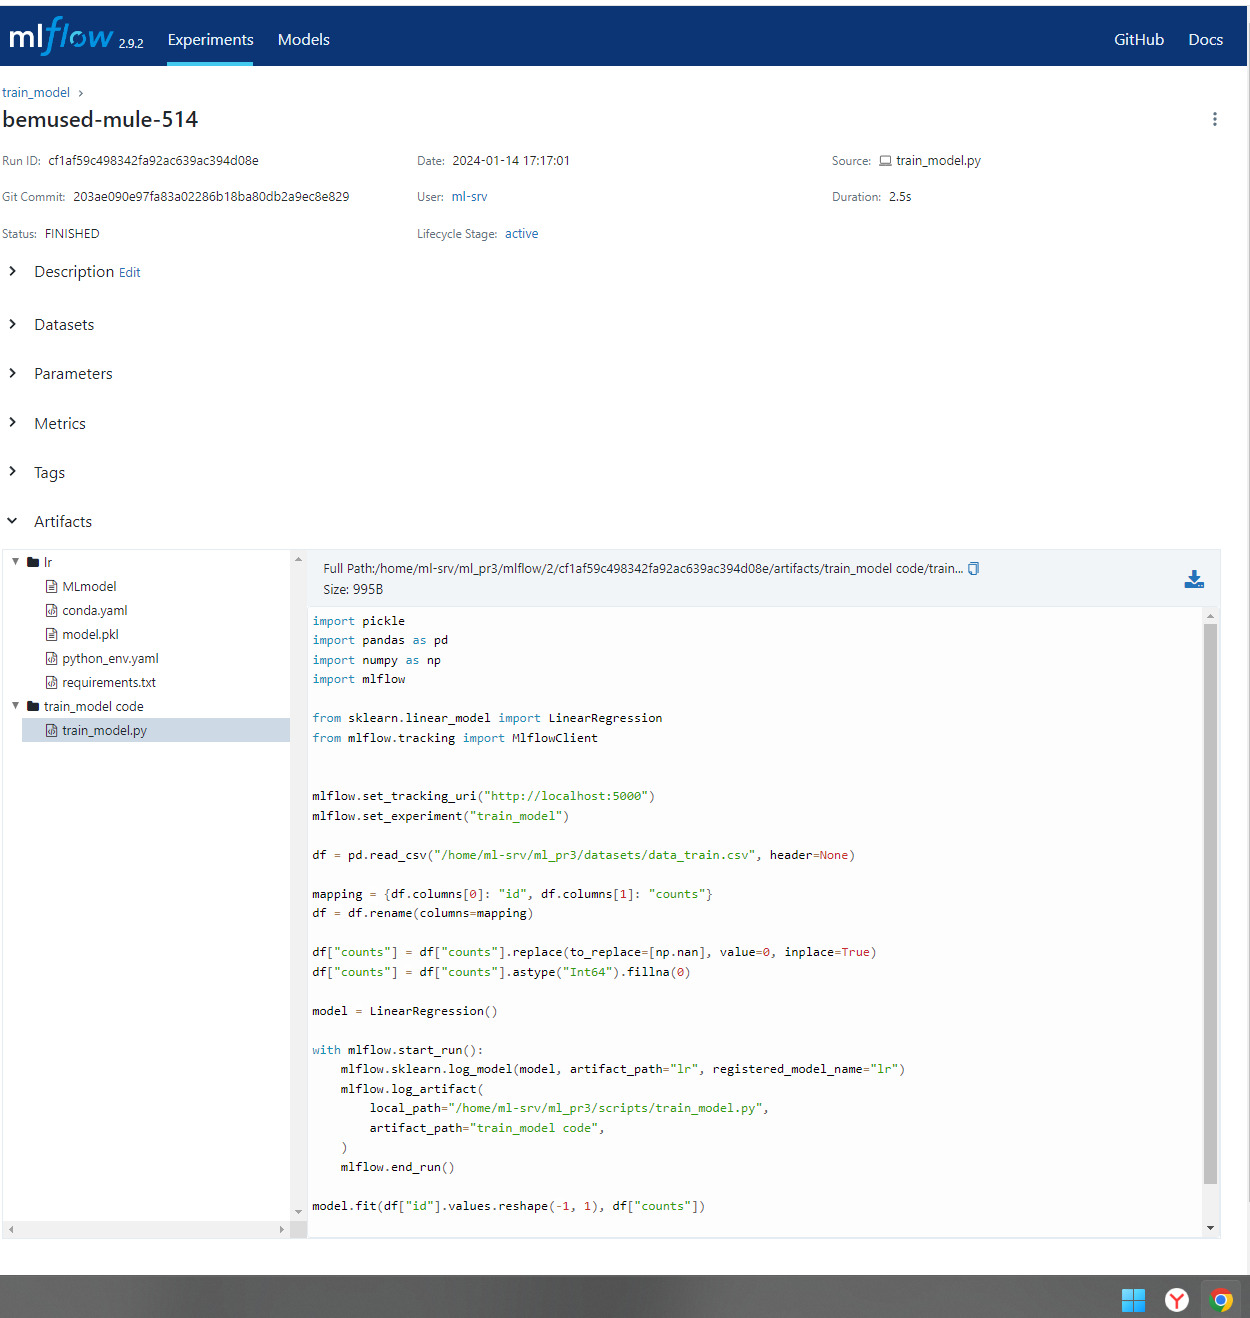 mlflow 2.9.2 Experiments Models GitHub Docs
train_model
bemused-mule-514
Run ID: cf1af59c498342fa92ac639ac394d08e Date: 2024-01-14 17:17:01 Source: train_model.py
Git Commit: 203ae090e97fa83a02286b18ba80db2a9ec8e829 User: ml-srv Duration: 2.5s
Status: FINISHED Lifecycle Stage: active
Description Edit
Datasets
Parameters
Metrics
Tags
Artifacts
lr
MLmodel
conda.yaml
model.pkl
python_env.yaml
requirements.txt
train_model code
train_model.py
Full Path:/home/ml-srv/ml_pr3/mlflow/2/cf1af59c498342fa92ac639ac394d08e/artifacts/train_model code/train...
Size: 995B
import pickle
import pandas as pd
import numpy as np
import mlflow
from sklearn.linear_model import LinearRegression
from mlflow.tracking import MlflowClient
mlflow.set_tracking_uri("http://localhost:5000")
mlflow.set_experiment("train_model")
df = pd.read_csv("/home/ml-srv/ml_pr3/datasets/data_train.csv", header=None)
mapping = {df.columns[0]: "id", df.columns[1]: "counts"}
df = df.rename(columns=mapping)
df["counts"] = df["counts"].replace(to_replace=[np.nan], value=0, inplace=True)
df["counts"] = df["counts"].astype("Int64").fillna(0)
model = LinearRegression()
with mlflow.start_run():
    mlflow.sklearn.log_model(model, artifact_path="lr", registered_model_name="lr")
    mlflow.log_artifact(
        local_path="/home/ml-srv/ml_pr3/scripts/train_model.py",
        artifact_path="train_model code",
    )
    mlflow.end_run()
model.fit(df["id"].values.reshape(-1, 1), df["counts"])